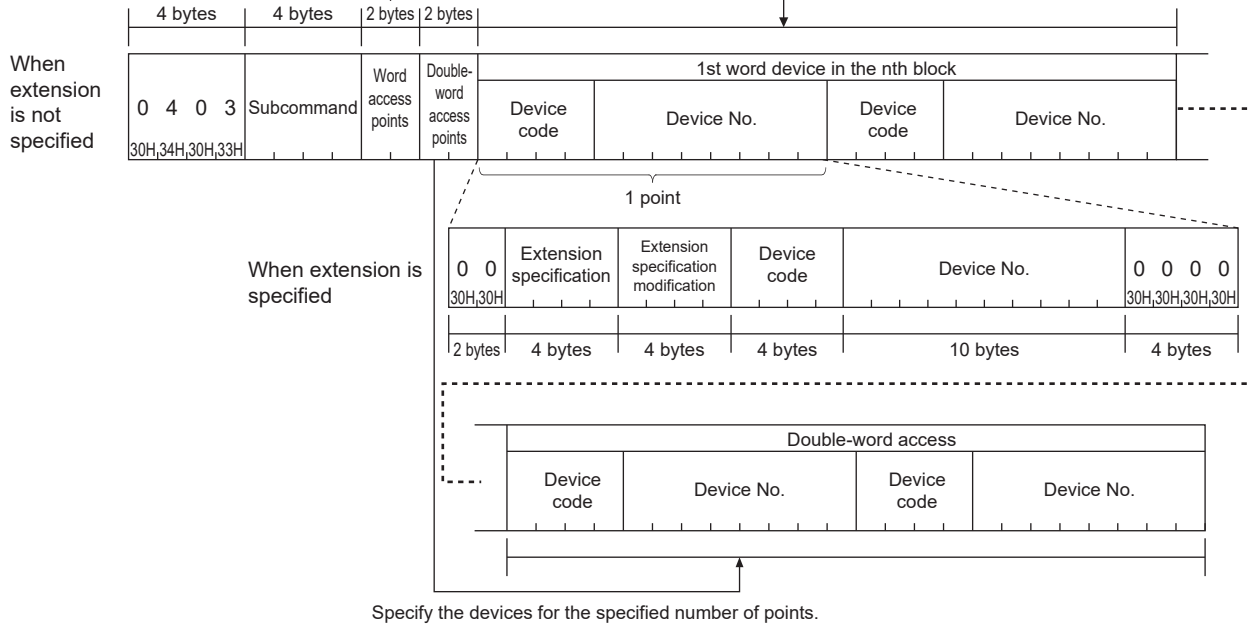 4 bytes 4 bytes 2 bytes 2 bytes
When
extension
is not
specified
0 4 0 3
30H,34H,30H,33H
Subcommand
Word
access
points
Double-
word
access
points
1st word device in the nth block
Device
code
Device No.
Device
code
Device No.
1 point
When extension is
specified
0 0
30H,30H
Extension
specification
Extension
specification
modification
Device
code
Device No.
0 0 0 0
30H,30H,30H,30H
2 bytes 4 bytes 4 bytes 4 bytes 10 bytes 4 bytes
Double-word access
Device
code
Device No.
Device
code
Device No.
Specify the devices for the specified number of points.